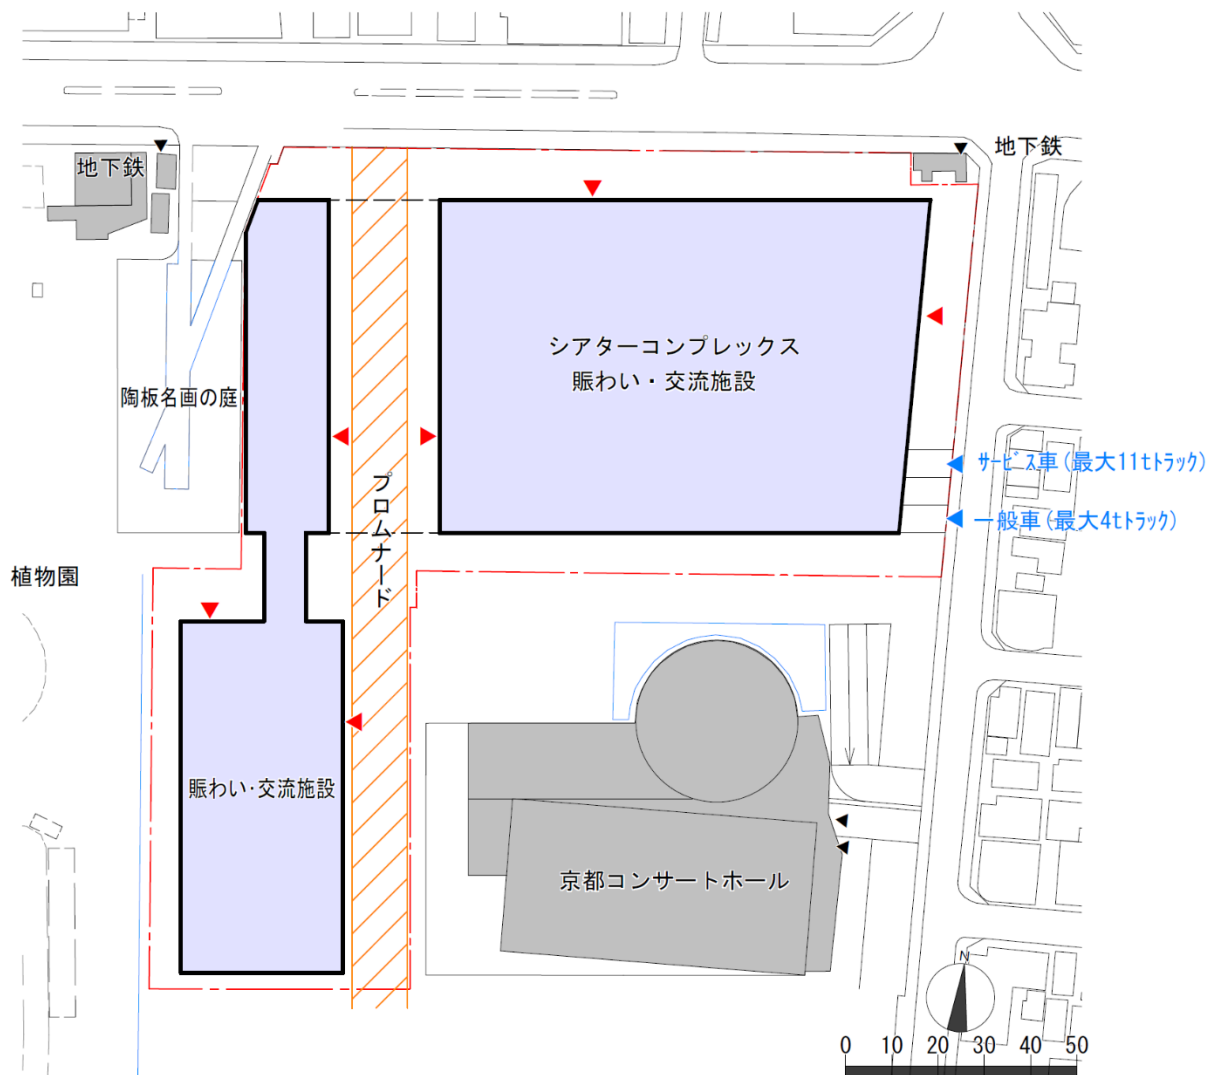 地下鉄
地下鉄
シアターコンプレックス
賑わい・交流施設
陶板名画の庭
サービス車(最大11tトラック)
プロムナード
一般車(最大4tトラック)
植物園
賑わい・交流施設
京都コンサートホール
N
0 10 20 30 40 50